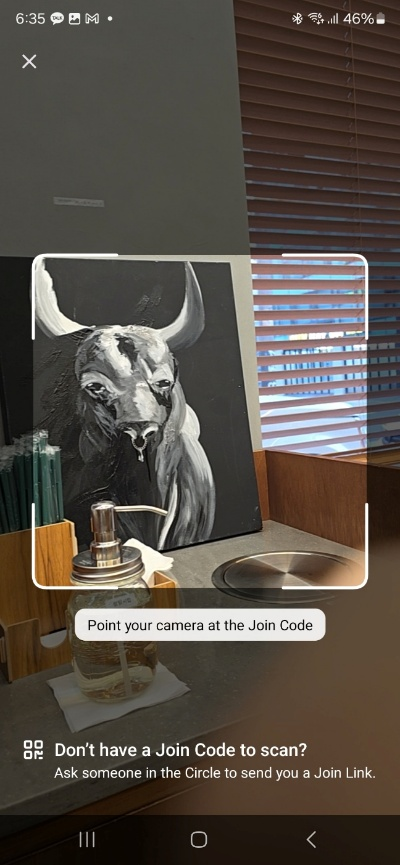 6:35
46%
Point your camera at the Join Code
Don't have a Join Code to scan?
Ask someone in the Circle to send you a Join Link.